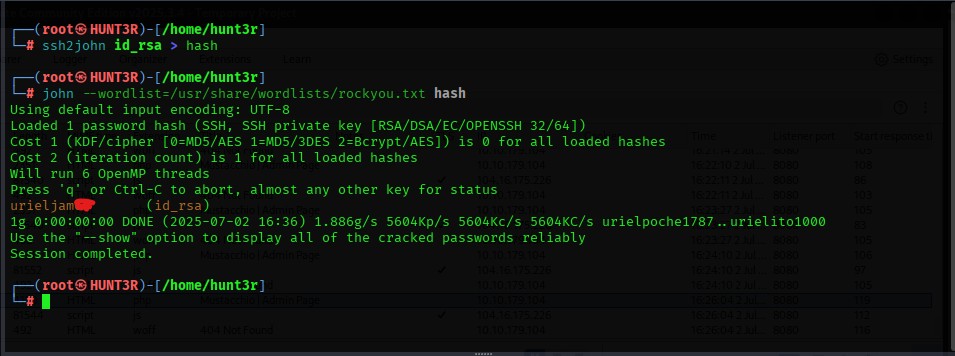 ┌──(root㉿HUNT3R)-[/home/hunt3r]
└─# ssh2john id_rsa > hash
┌──(root㉿HUNT3R)-[/home/hunt3r]
└─# john --wordlist=/usr/share/wordlists/rockyou.txt hash
Using default input encoding: UTF-8
Loaded 1 password hash (SSH, SSH private key [RSA/DSA/EC/OPENSSH 32/64])
Cost 1 (KDF/cipher [0=MD5/AES 1=MD5/3DES 2=Bcrypt/AES]) is 0 for all loaded hashes
Cost 2 (iteration count) is 1 for all loaded hashes
Will run 6 OpenMP threads
Press 'q' or Ctrl-C to abort, almost any other key for status
(id_rsa)
1g 0:00:00:00 DONE (2025-07-02 16:36) 1.886g/s 5604Kp/s 5604Kc/s 5604KC/s urielpoche1787..urielito1000
Use the "--show" option to display all of the cracked passwords reliably
Session completed.
┌──(root㉿HUNT3R)-[/home/hunt3r]
└─#